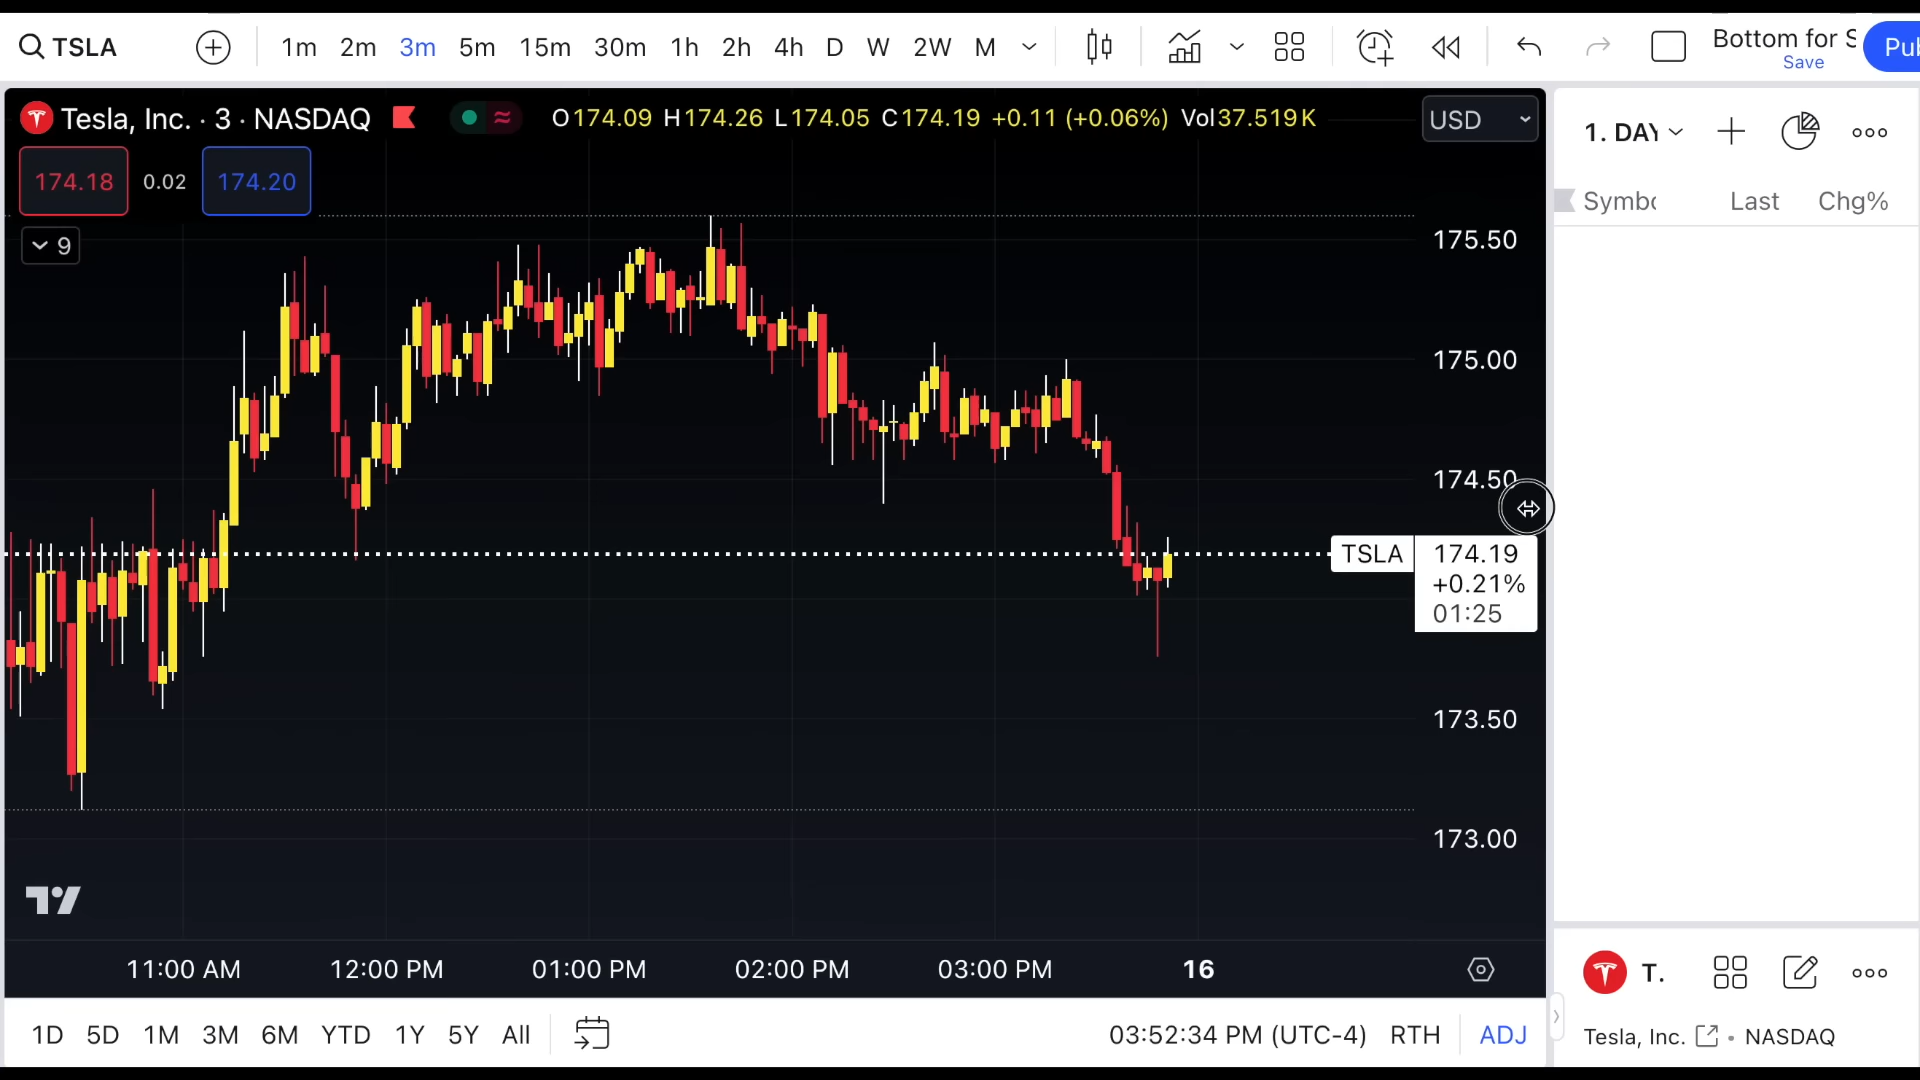 TSLA 1m 2m 3m 5m 15m 30m 1h 2h 4h D W 2W M Bottom for S Pub
Save
Tesla, Inc. · 3 · NASDAQ O174.09 H174.26 L174.05 C174.19 +0.11 (+0.06%) Vol37.519K USD
1. DAY
174.18 0.02 174.20
Symbo Last Chg%
9
175.50
175.00
174.50
TSLA 174.19
+0.21%
01:25
173.50
173.00
11:00 AM 12:00 PM 01:00 PM 02:00 PM 03:00 PM 16
T.
1D 5D 1M 3M 6M YTD 1Y 5Y All 03:52:34 PM (UTC-4) RTH ADJ
Tesla, Inc. • NASDAQ